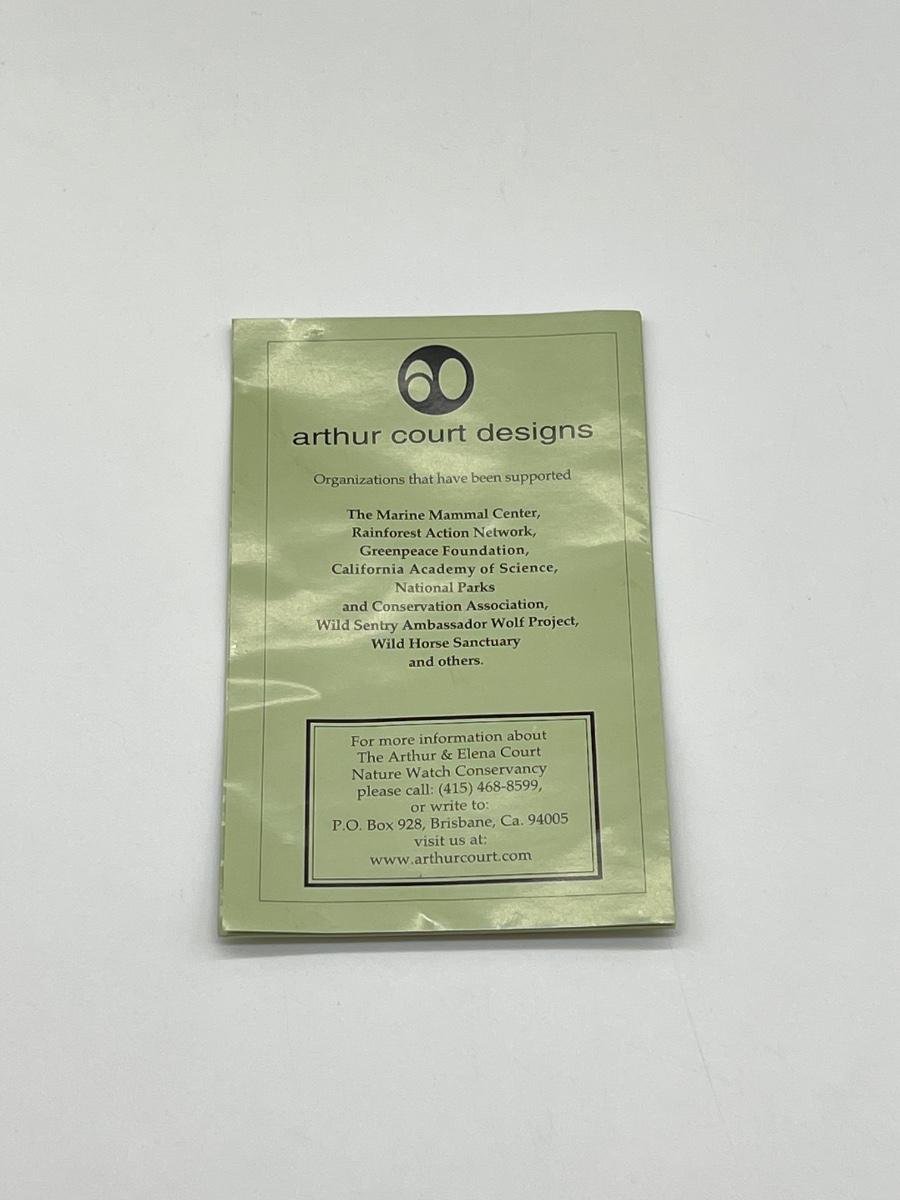 arthur court designs
Organizations that have been supported
The Marine Mammal Center,
Rainforest Action Network,
Greenpeace Foundation,
California Academy of Science,
National Parks
and Conservation Association,
Wild Sentry Ambassador Wolf Project,
Wild Horse Sanctuary
and others.
For more information about
The Arthur & Elena Court
Nature Watch Conservancy
please call: (415) 468-8599,
or write to:
P.O. Box 928, Brisbane, Ca. 94005
visit us at:
www.arthurcourt.com